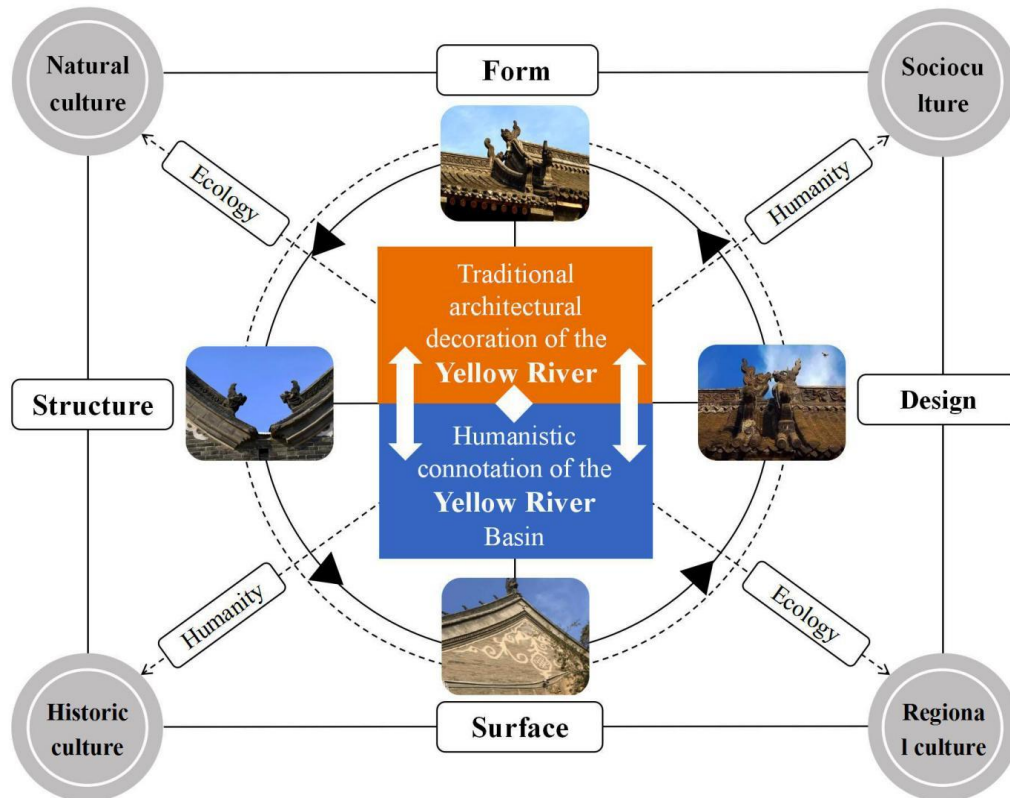 Natural
culture
Form
Sociocu
lture
Ecology
Humanity
Traditional
architectural
decoration of the
Yellow River
Structure
Design
Humanistic
connotation of the
Yellow River
Basin
Humanity
Ecology
Historic
culture
Surface
Regiona
l culture